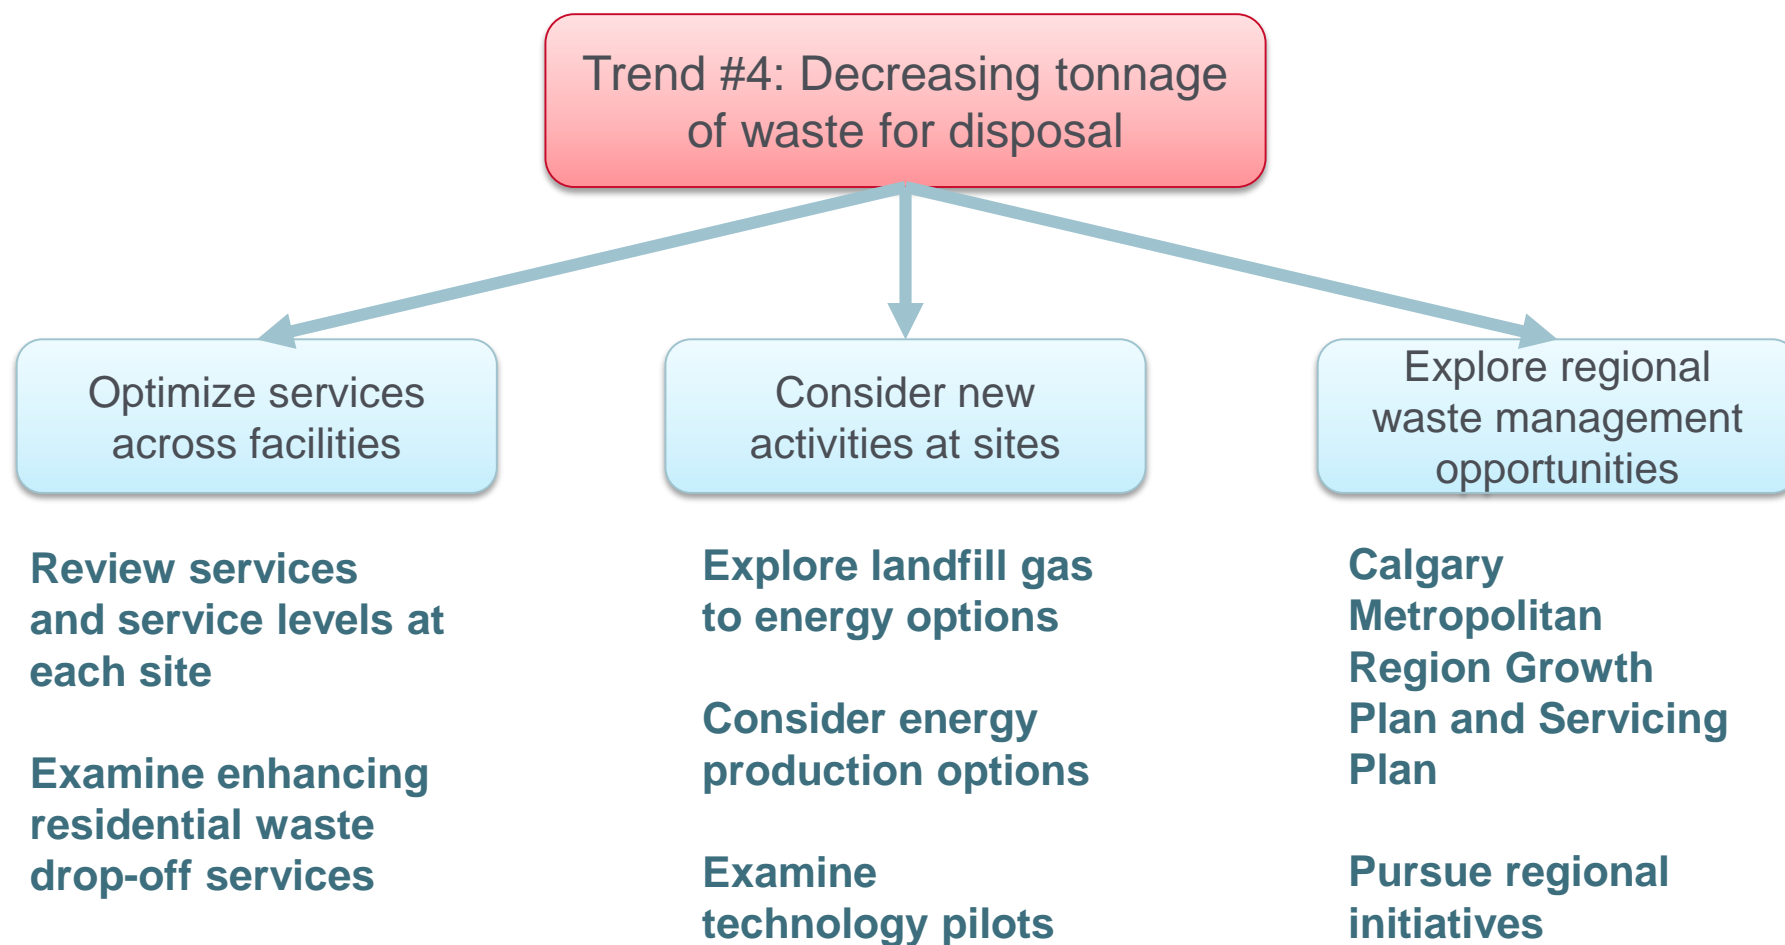 Trend #4: Decreasing tonnage
of waste for disposal
Optimize services
across facilities
Review services
and service levels at
each site
Examine enhancing
residential waste
drop-off services
Consider new
activities at sites
Explore landfill gas
to energy options
Consider energy
production options
Examine
technology pilots
Explore regional
waste management
opportunities
Calgary
Metropolitan
Region Growth
Plan and Servicing
Plan
Pursue regional
initiatives